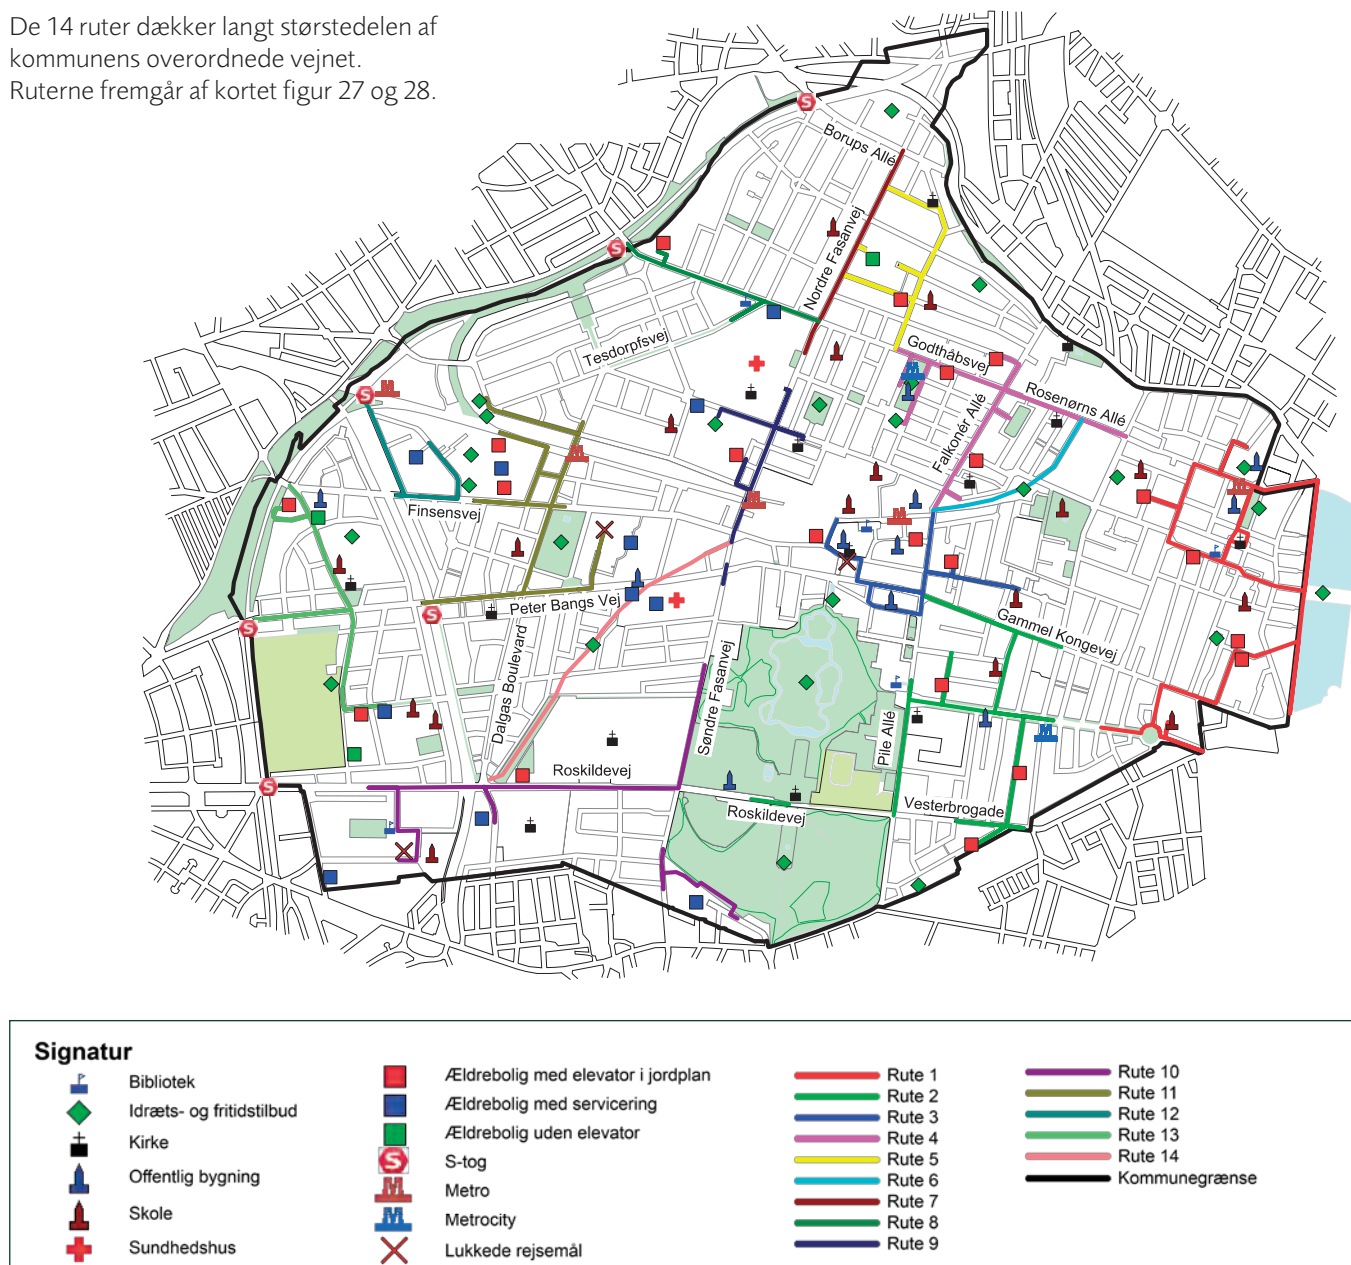 De 14 ruter dækker langt størstedelen af
kommunens overordnede vejnet.
Ruterne fremgår af kortet figur 27 og 28.
S
Borups Allé
Nordre Fasanvej
S
Tesdorpfsvej
Godthåbsvej
Rosenørns Allé
Falkonér Allé
S
M
M
M
M
M
M
Finsensvej
Peter Bangs Vej
S
S
Gammel Kongevej
Dalgas Boulevard
Søndre Fasanvej
Pile Allé
M
Roskildevej
S
Roskildevej
Vesterbrogade
Signatur
Bibliotek
Idræts- og fritidstilbud
Kirke
Offentlig bygning
Skole
Sundhedshus
Ældrebolig med elevator i jordplan
Ældrebolig med servicering
Ældrebolig uden elevator
S S-tog
M Metro
M Metrocity
Lukkede rejsemål
Rute 1
Rute 2
Rute 3
Rute 4
Rute 5
Rute 6
Rute 7
Rute 8
Rute 9
Rute 10
Rute 11
Rute 12
Rute 13
Rute 14
Kommunegrænse